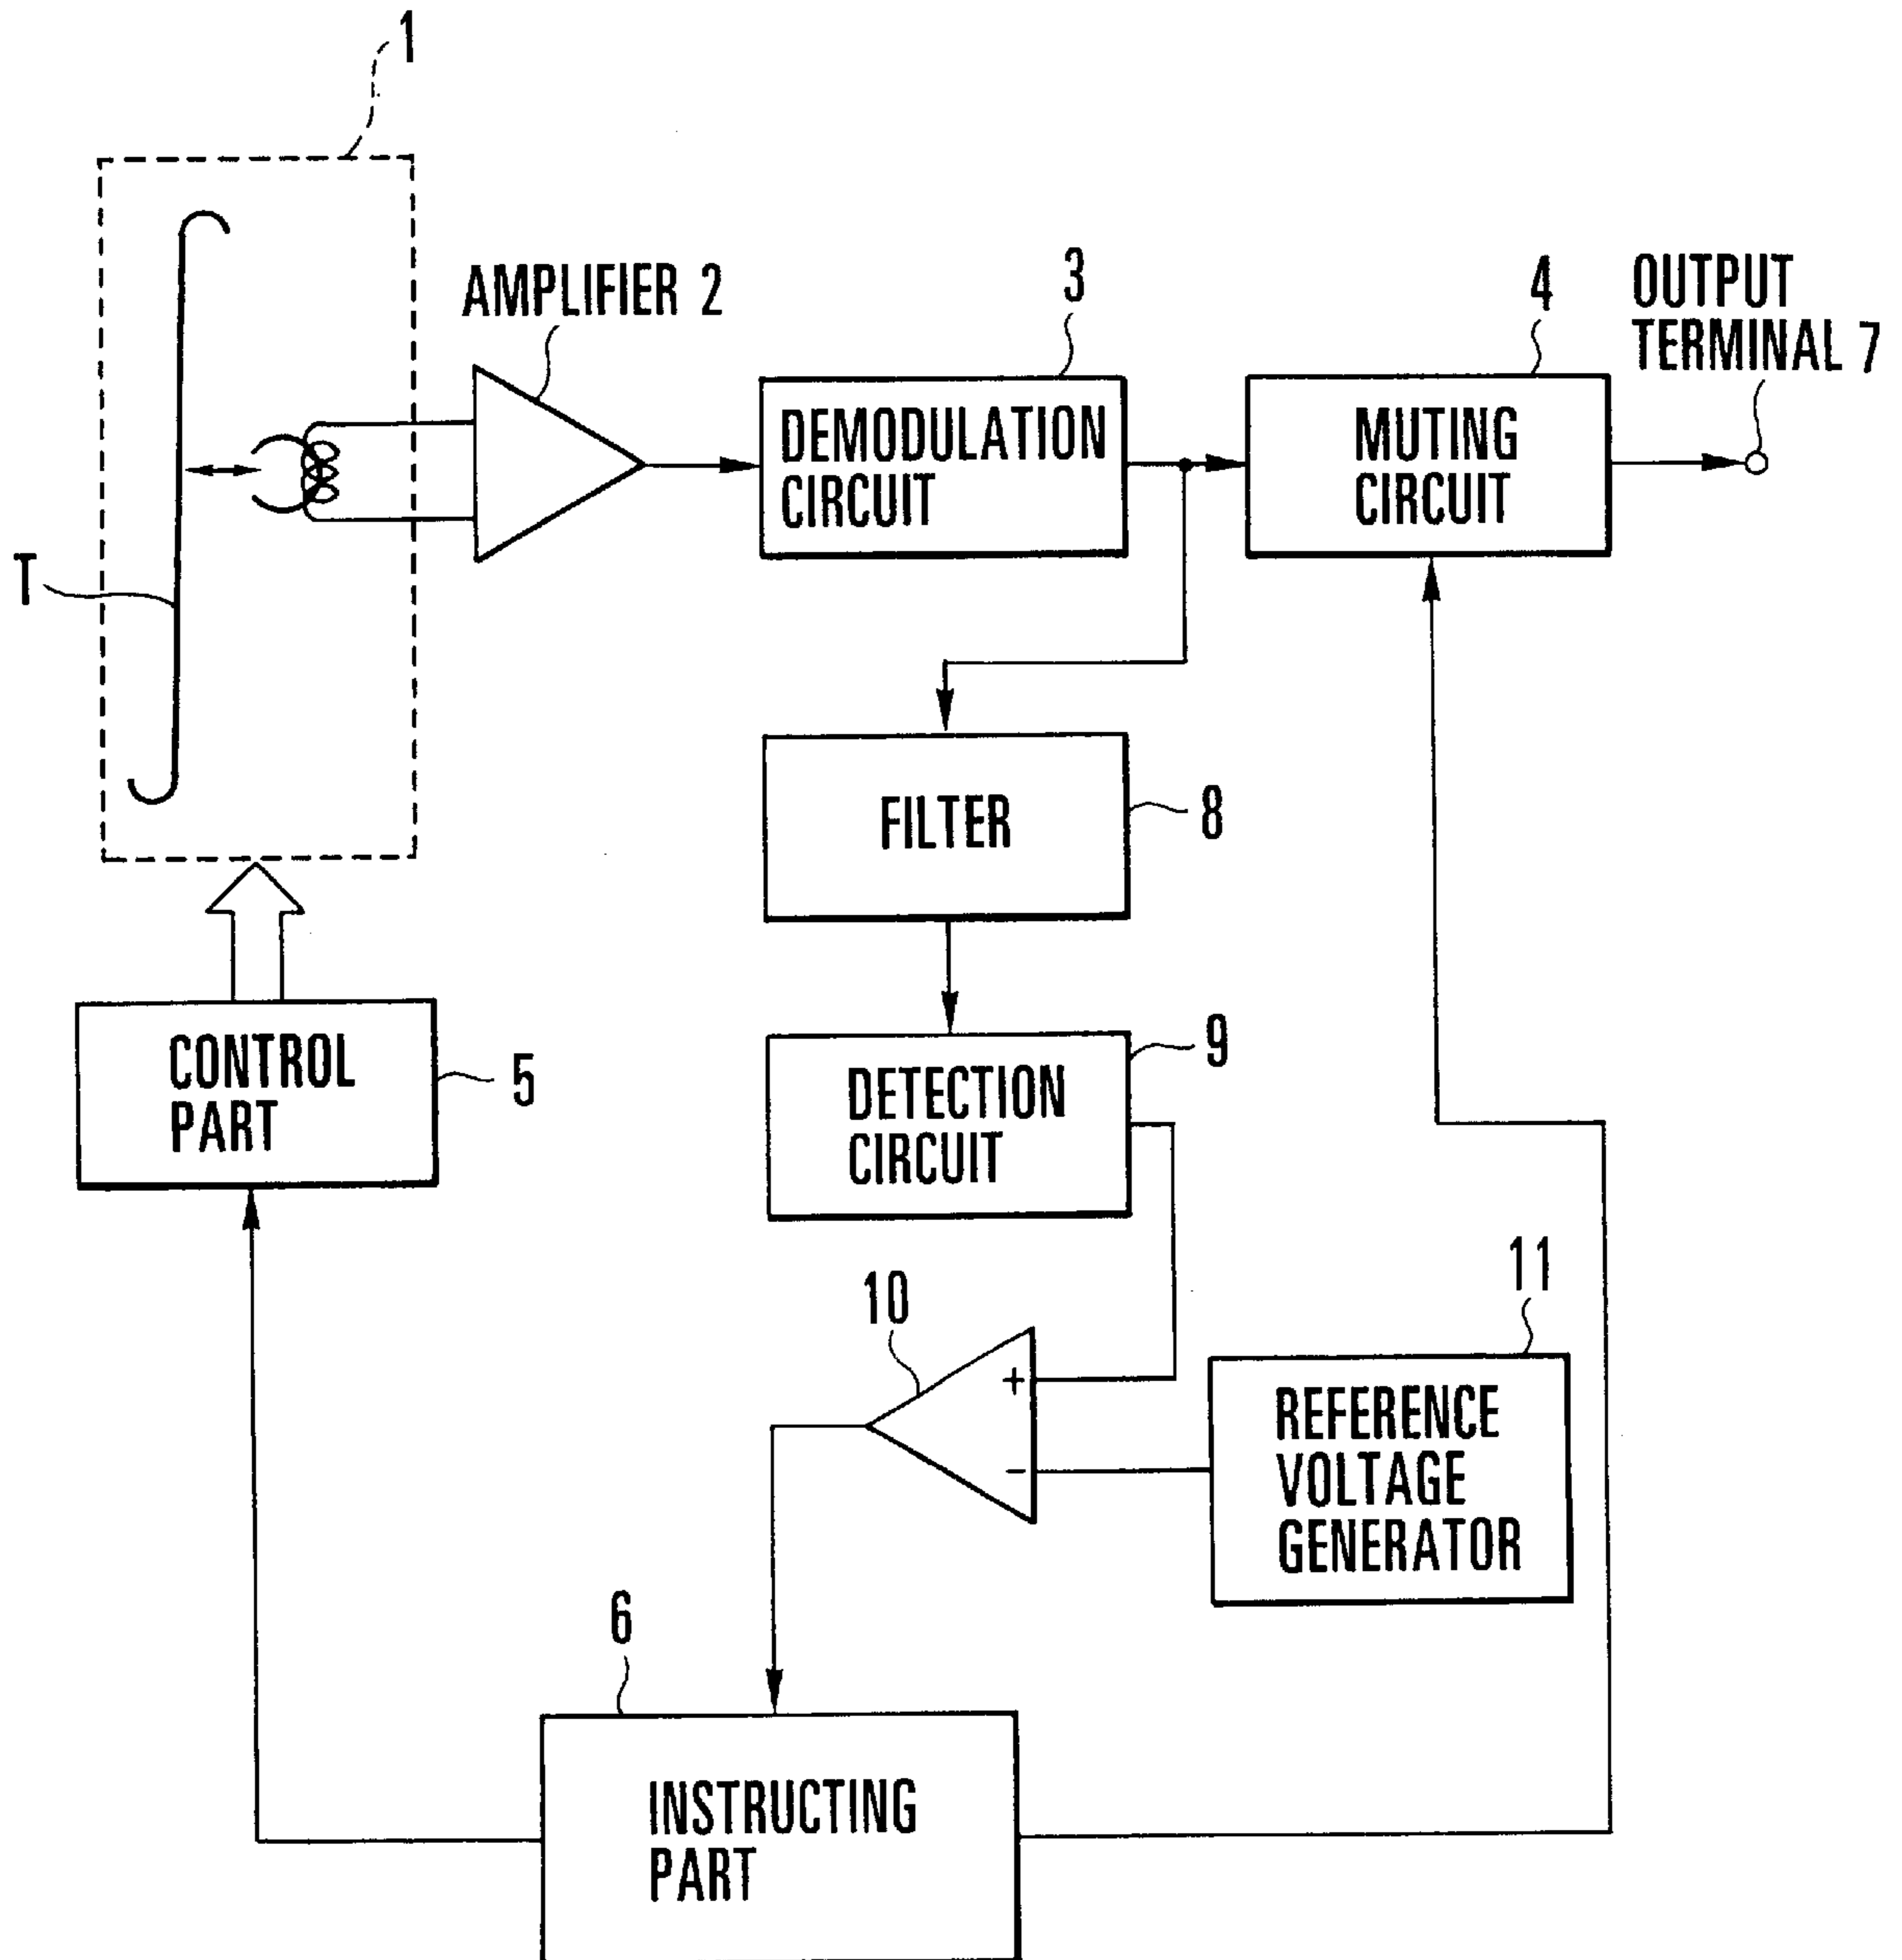 1
AMPLIFIER 2
3
4
OUTPUT
TERMINAL 7
DEMODULATION
CIRCUIT
MUTING
CIRCUIT
T
FILTER
8
CONTROL
PART
5
DETECTION
CIRCUIT
9
10
+
-
11
REFERENCE
VOLTAGE
GENERATOR
6
INSTRUCTING
PART